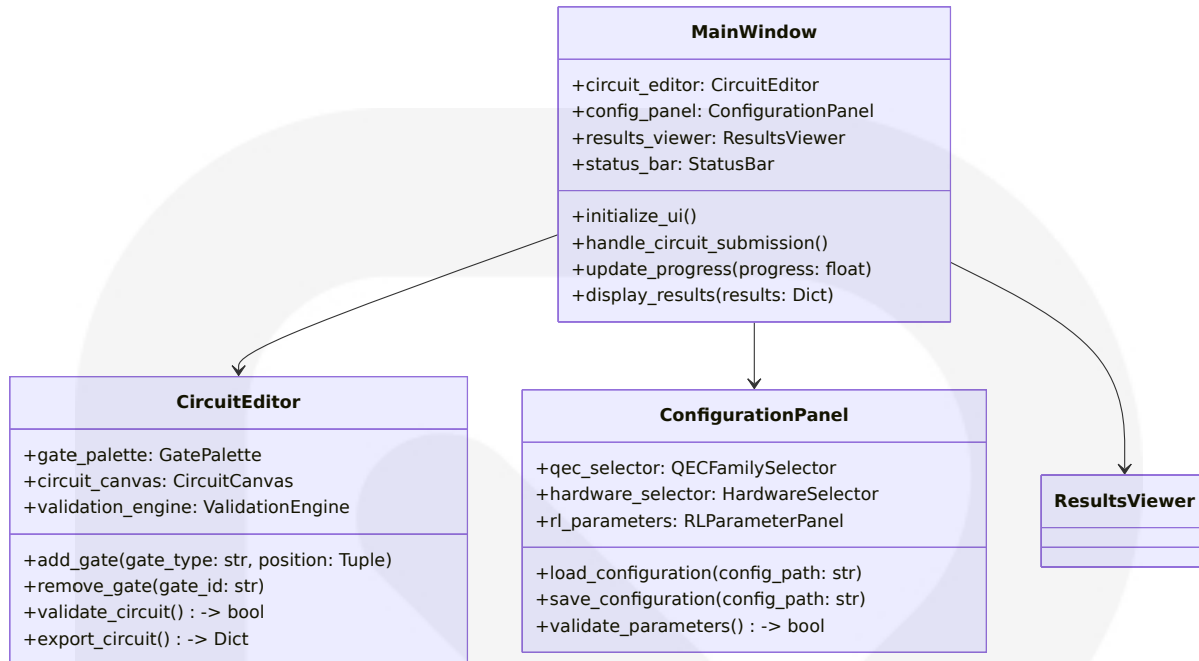 MainWindow
+circuit_editor: CircuitEditor
+config_panel: ConfigurationPanel
+results_viewer: ResultsViewer
+status_bar: StatusBar
+initialize_ui()
+handle_circuit_submission()
+update_progress(progress: float)
+display_results(results: Dict)
CircuitEditor
+gate_palette: GatePalette
+circuit_canvas: CircuitCanvas
+validation_engine: ValidationEngine
+add_gate(gate_type: str, position: Tuple)
+remove_gate(gate_id: str)
+validate_circuit() : -> bool
+export_circuit() : -> Dict
ConfigurationPanel
+qec_selector: QECFamilySelector
+hardware_selector: HardwareSelector
+rl_parameters: RLParameterPanel
+load_configuration(config_path: str)
+save_configuration(config_path: str)
+validate_parameters() : -> bool
ResultsViewer